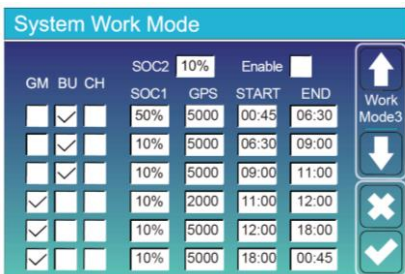 System Work Mode
SOC2 10% Enable
GM BU CH SOC1 GPS START END
50% 5000 00:45 06:30
10% 5000 06:30 09:00
10% 5000 09:00 11:00
10% 2000 11:00 12:00
10% 5000 12:00 18:00
10% 5000 18:00 00:45
Work
Mode3